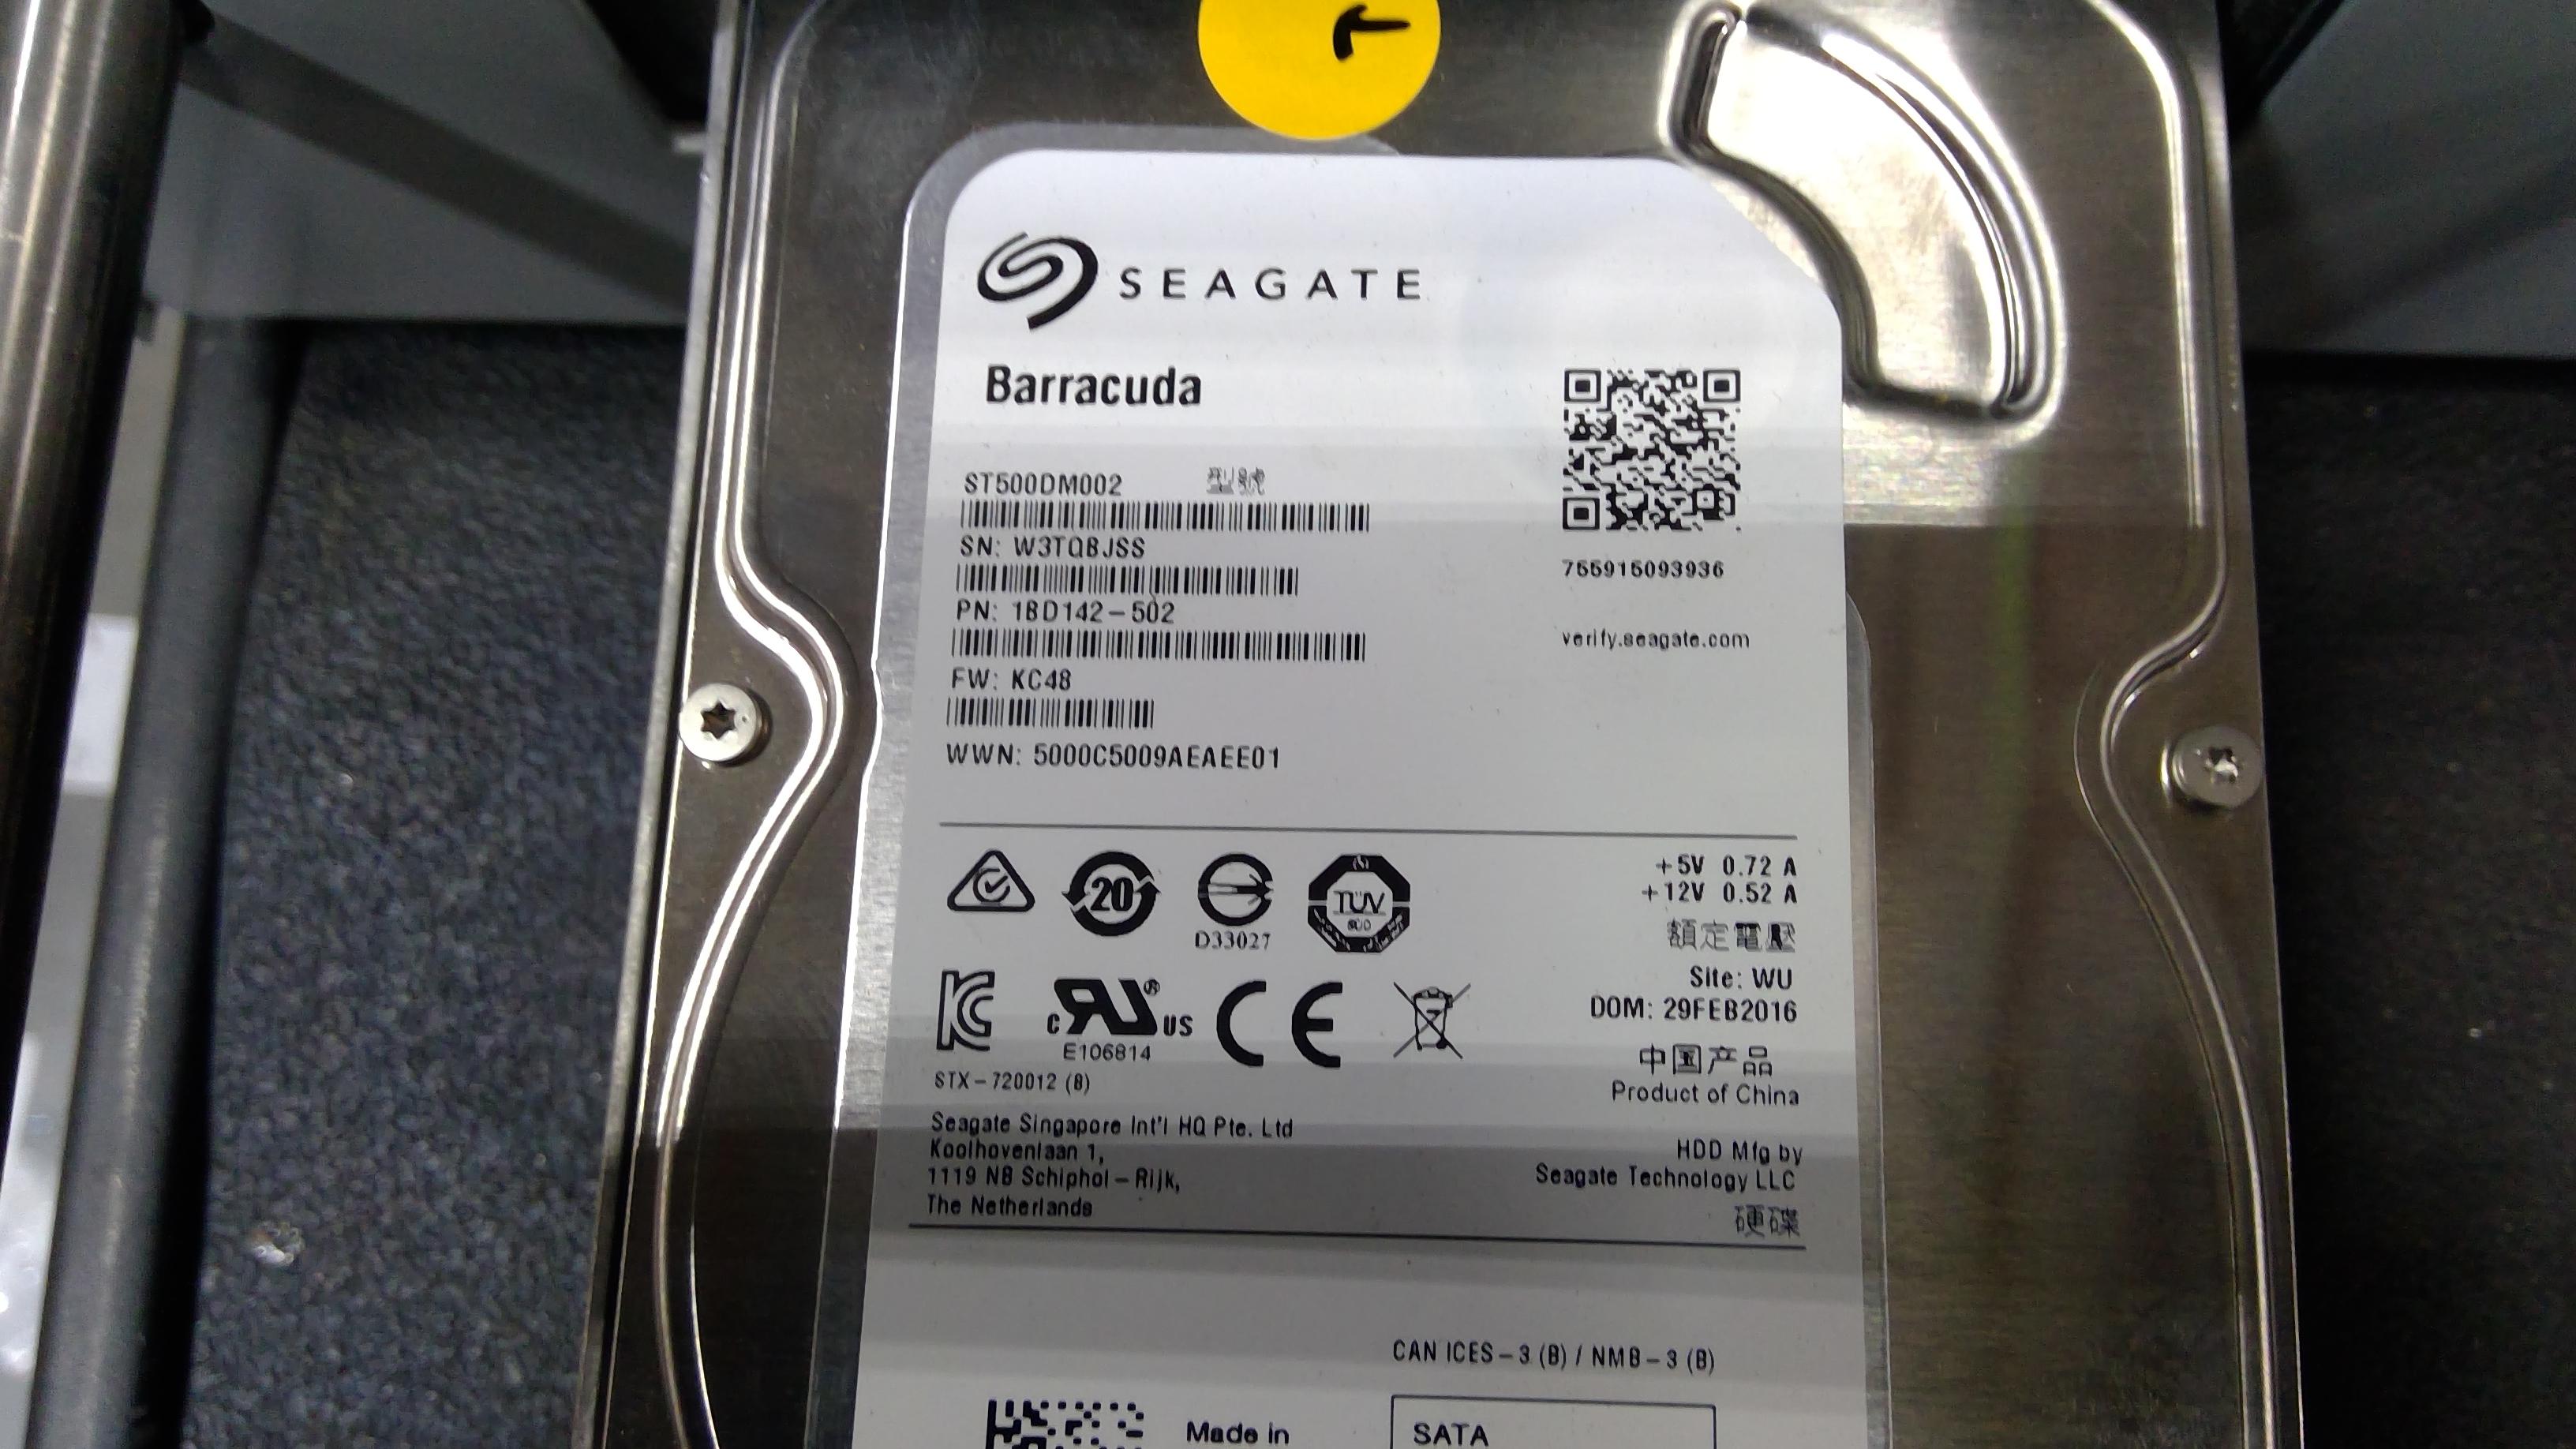 SEAGATE
Barracuda
ST500DM002 型號
SN: W3TQBJSS
PN: 1BD142-502
FW: KC48
WWN: 5000C5009AEAEE01
755915093936
verify.seagate.com
20
D33027
TÜV
SÜD
+5V 0.72 A
+12V 0.52 A
額定電壓
Site: WU
DOM: 29FEB2016
中国产品
Product of China
c US ®
E106814
CE
STX-720012 (B)
Seagate Singapore Int'l HQ Pte. Ltd
Koolhovenlaan 1,
1119 NB Schiphol-Rijk,
The Netherlands
HDD Mfg by
Seagate Technology LLC
硬碟
CAN ICES-3 (B) / NMB-3 (B)
Made in
SATA